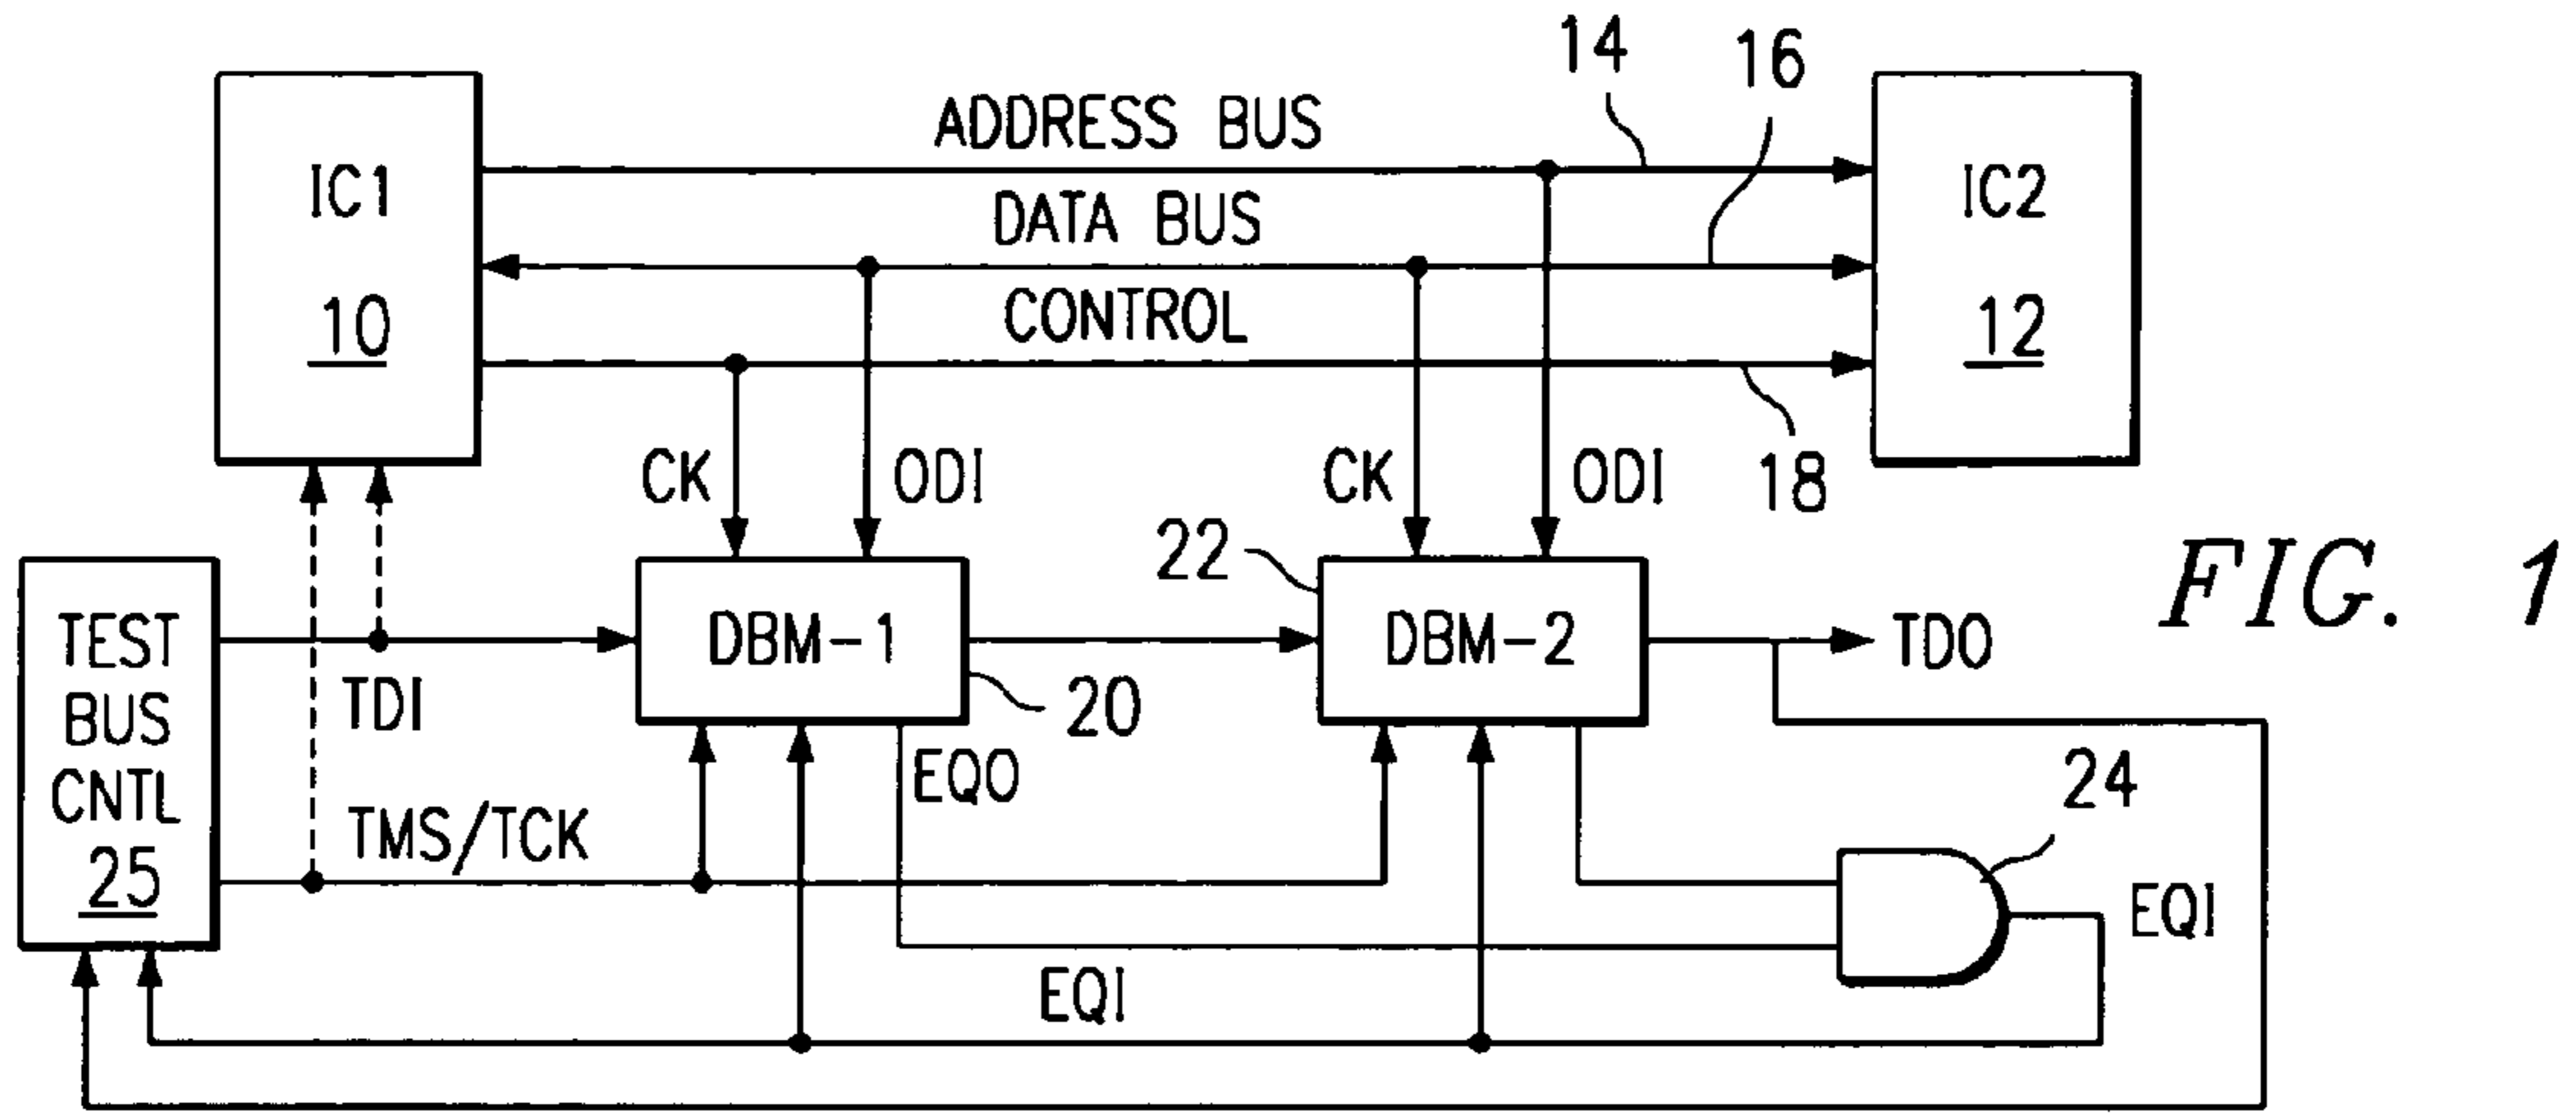 14
16
ADDRESS BUS
IC1
10
DATA BUS
IC2
12
CONTROL
CK
ODI
CK
ODI
18
22
FIG. 1
TEST
BUS
CNTL
25
DBM-1
DBM-2
TDO
TDI
20
EQO
24
TMS/TCK
EQI
EQI